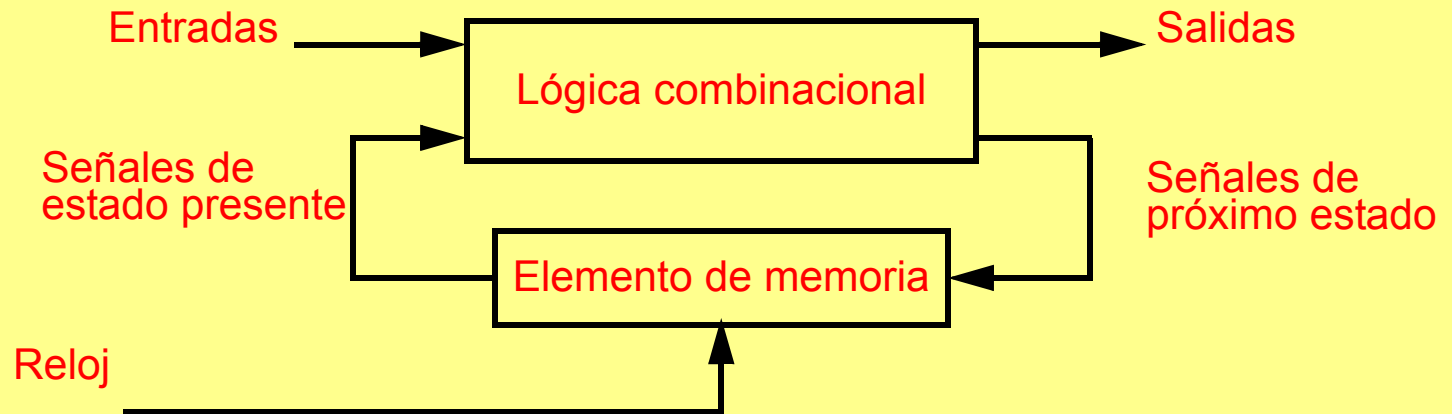 Entradas
Salidas
Lógica combinacional
Señales de
estado presente
Señales de
próximo estado
Elemento de memoria
Reloj